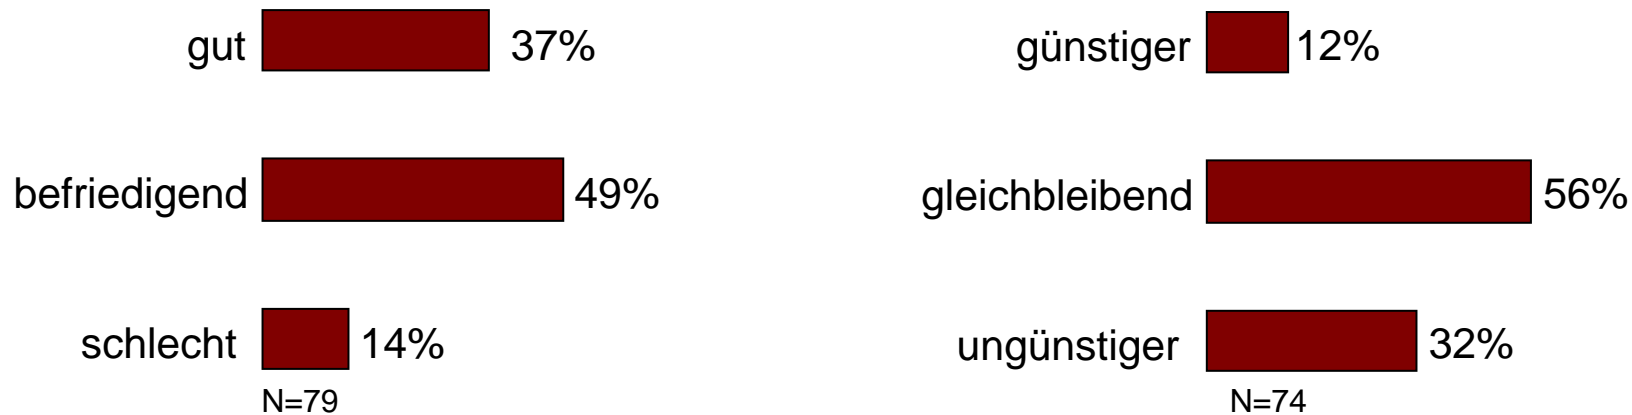 gut 37%
befriedigend 49%
schlecht 14%
N=79
günstiger 12%
gleichbleibend 56%
ungünstiger 32%
N=74